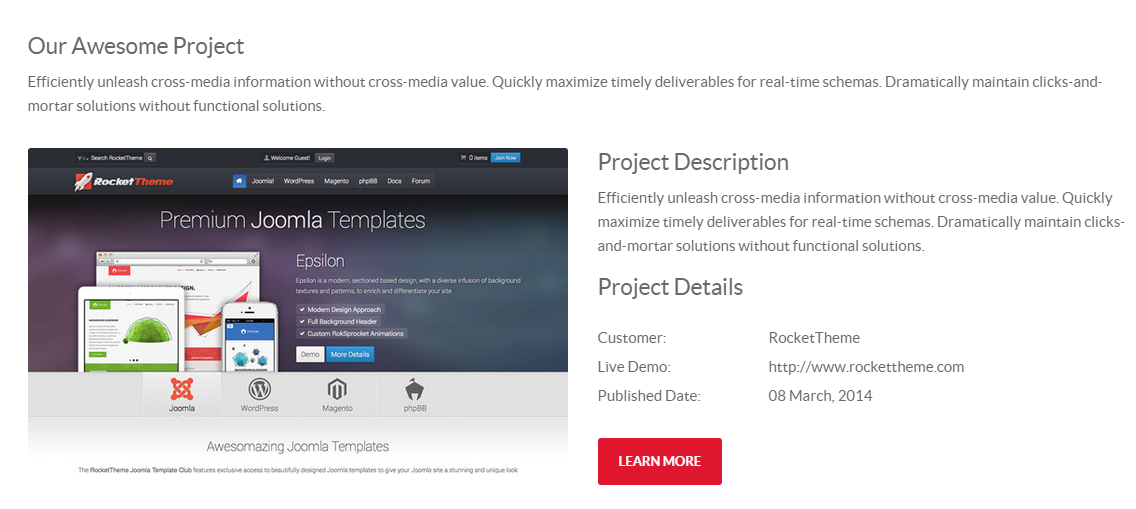 Our Awesome Project
Efficiently unleash cross-media information without cross-media value. Quickly maximize timely deliverables for real-time schemas. Dramatically maintain clicks-and-
mortar solutions without functional solutions.
Search RocketTheme
Welcome Guest! Login
0 items Join Now
RocketTheme
Joomla! WordPress Magento phpBB Docs Forum
Premium Joomla Templates
Epsilon
Epsilon is a modern, sectioned based design, with a diverse infusion of background
textures and patterns, to enrich and differentiate your site.
Modern Design Approach
Full Background Header
Custom RokSprocket Animations
Demo More Details
Joomla WordPress Magento phpBB
Awesomazing Joomla Templates
The RocketTheme Joomla Template Club features exclusive access to beautifully designed Joomla templates to give your Joomla site a stunning and unique look
Project Description
Efficiently unleash cross-media information without cross-media value. Quickly
maximize timely deliverables for real-time schemas. Dramatically maintain clicks-
and-mortar solutions without functional solutions.
Project Details
Customer: RocketTheme
Live Demo: http://www.rockettheme.com
Published Date: 08 March, 2014
LEARN MORE